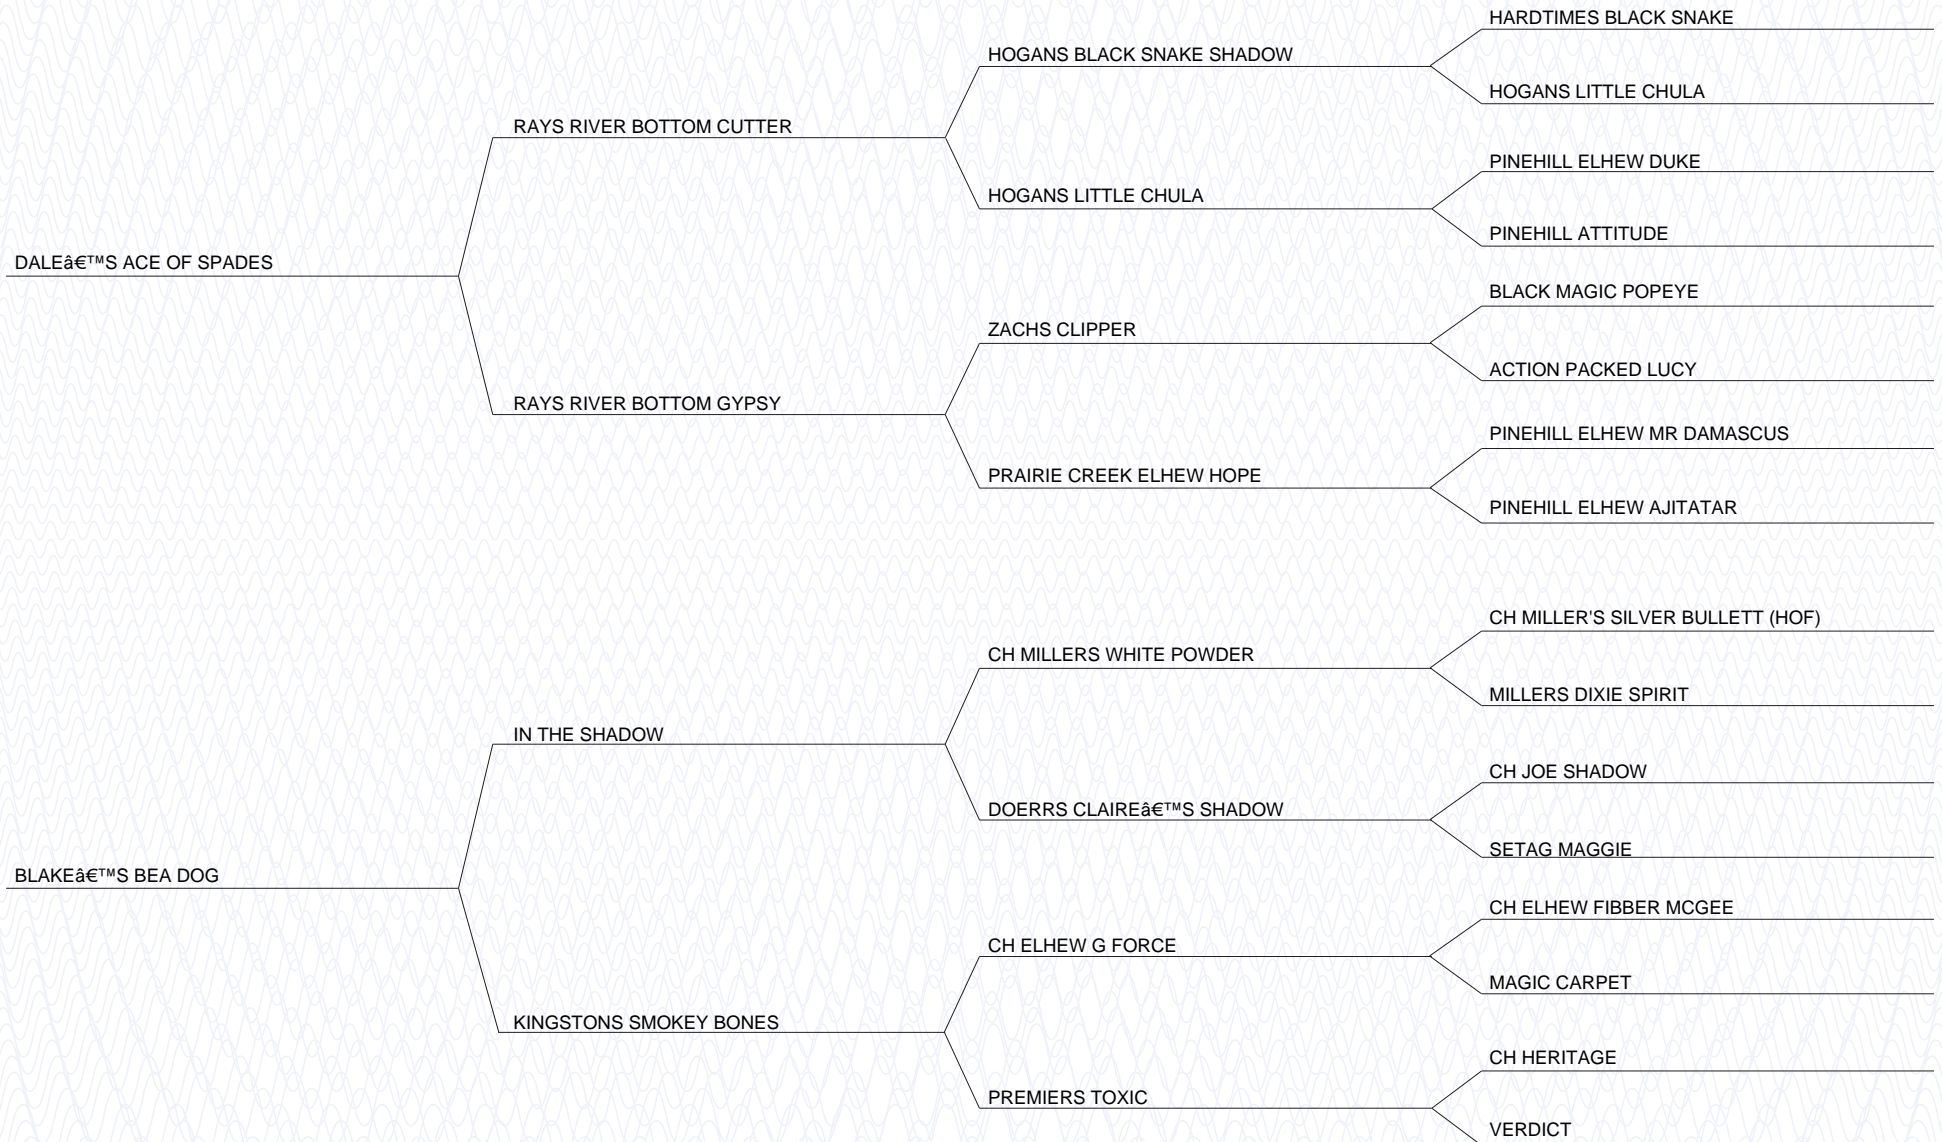 HARDTIMES BLACK SNAKE
HOGANS BLACK SNAKE SHADOW
HOGANS LITTLE CHULA
RAYS RIVER BOTTOM CUTTER
PINEHILL ELHEW DUKE
HOGANS LITTLE CHULA
PINEHILL ATTITUDE
DALEâ€™S ACE OF SPADES
BLACK MAGIC POPEYE
ZACHS CLIPPER
ACTION PACKED LUCY
RAYS RIVER BOTTOM GYPSY
PINEHILL ELHEW MR DAMASCUS
PRAIRIE CREEK ELHEW HOPE
PINEHILL ELHEW AJITATAR
CH MILLER'S SILVER BULLETT (HOF)
CH MILLERS WHITE POWDER
MILLERS DIXIE SPIRIT
IN THE SHADOW
CH JOE SHADOW
DOERRS CLAIREâ€™S SHADOW
SETAG MAGGIE
BLAKEâ€™S BEA DOG
CH ELHEW FIBBER MCGEE
CH ELHEW G FORCE
MAGIC CARPET
KINGSTONS SMOKEY BONES
CH HERITAGE
PREMIERS TOXIC
VERDICT